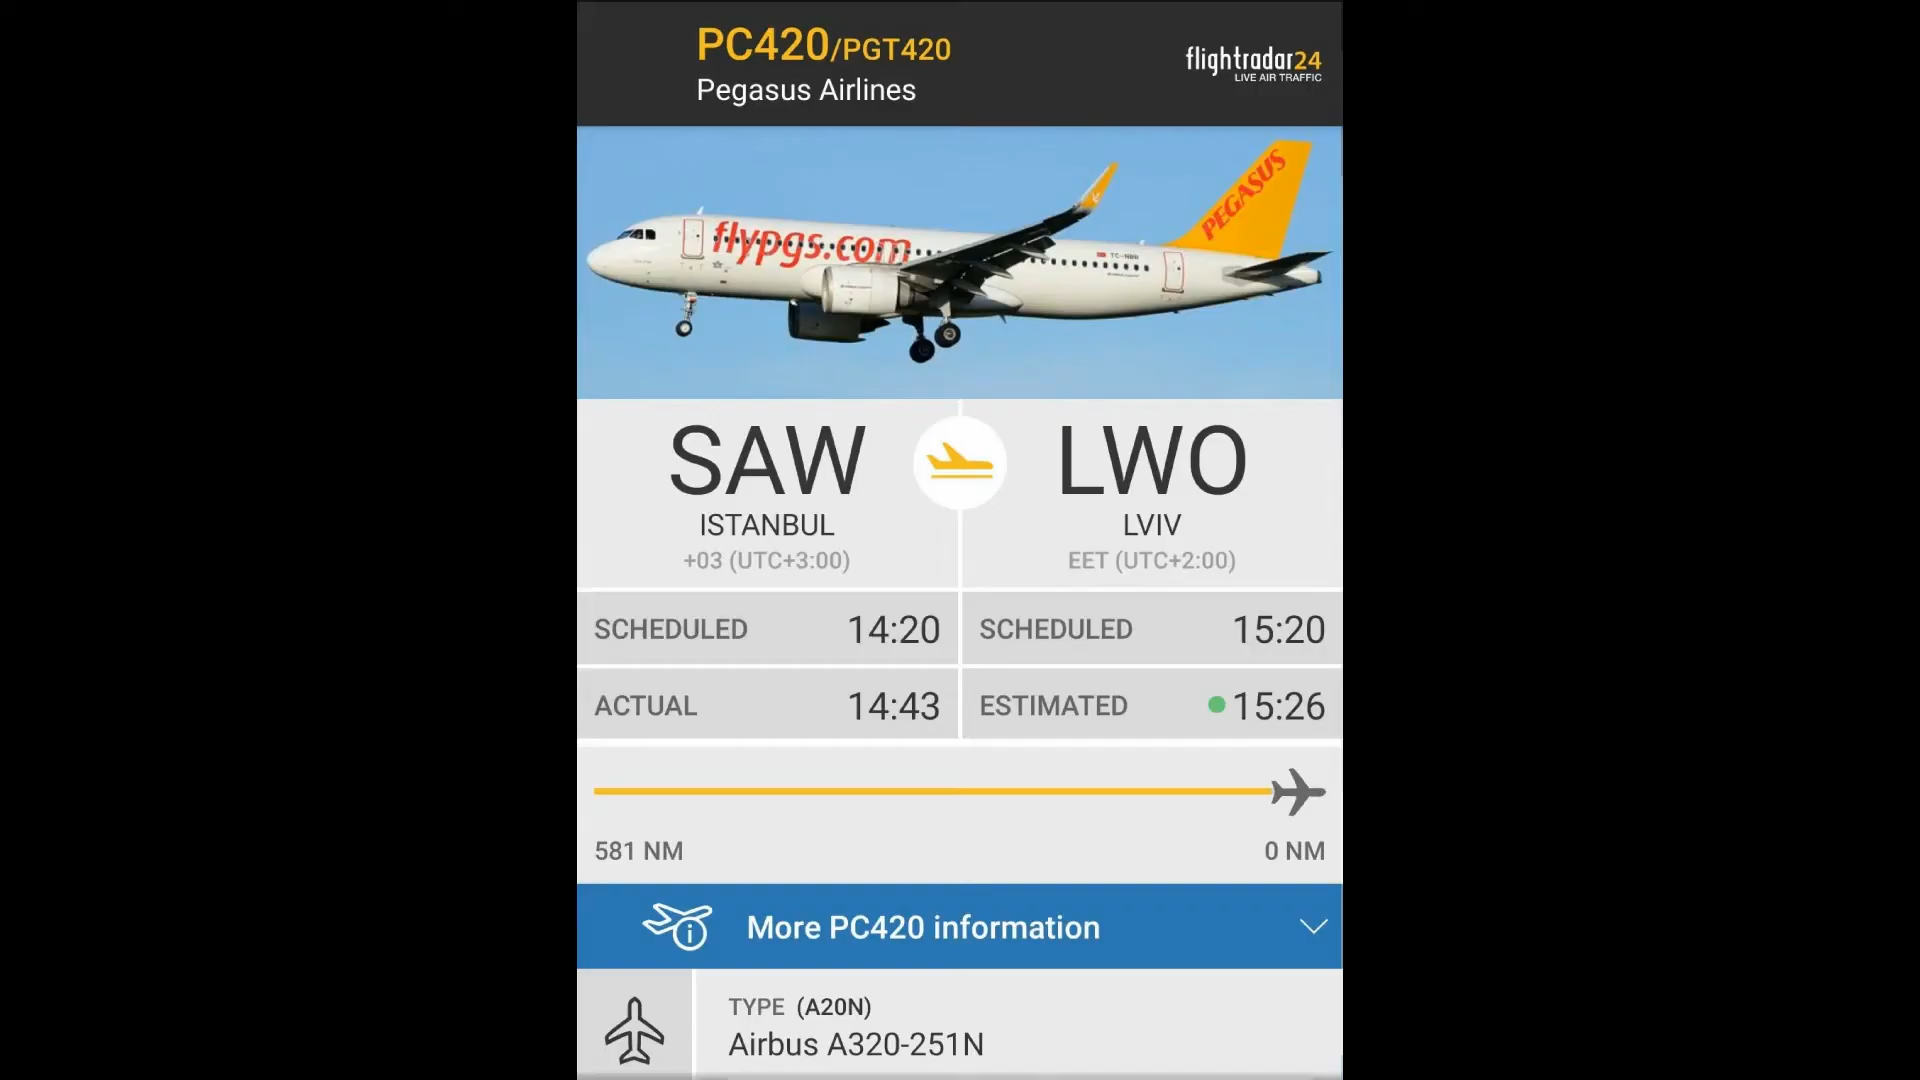 PC420/PGT420
Pegasus Airlines
flightradar24
LIVE AIR TRAFFIC
PEGASUS
flypgs.com
TC-NBB
SAW
LWO
ISTANBUL
LVIV
+03 (UTC+3:00)
EET (UTC+2:00)
SCHEDULED 14:20
SCHEDULED 15:20
ACTUAL 14:43
ESTIMATED 15:26
581 NM
0 NM
More PC420 information
TYPE (A20N)
Airbus A320-251N